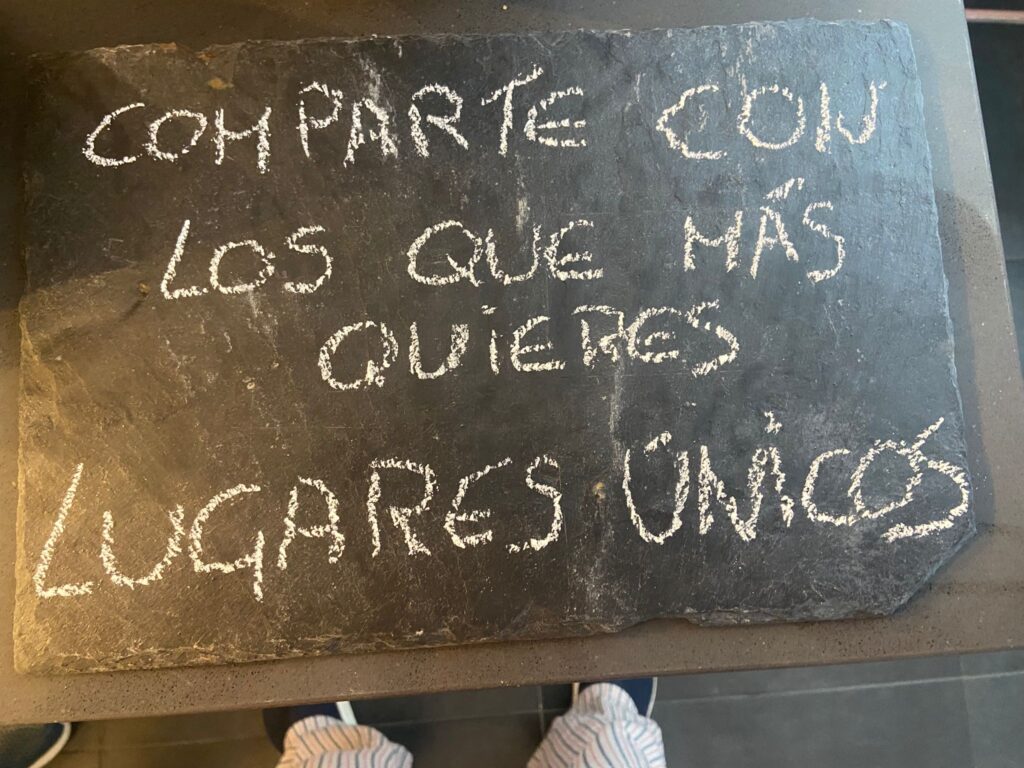 COMPARTE CON
LOS QUE MÁS
QUIERES
LUGARES ÚNICOS